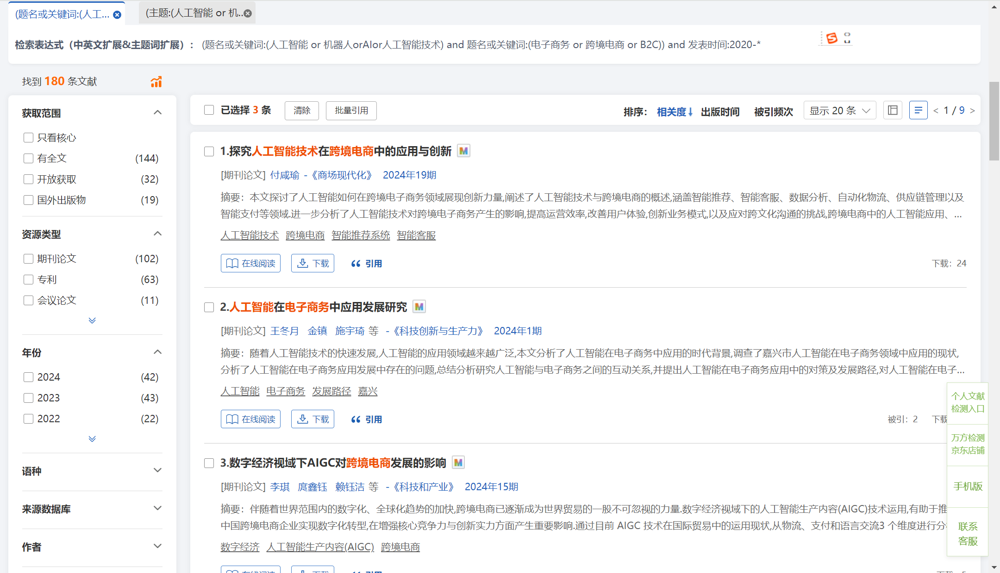 (题名或关键词:(人工...
(主题:(人工智能 or 机..
检索表达式（中英文扩展&主题词扩展）： (题名或关键词:(人工智能 or 机器人orAIor人工智能技术) and 题名或关键词:(电子商务 or 跨境电商 or B2C)) and 发表时间:2020-*
找到 180 条文献
获取范围
只看核心
有全文 (144)
开放获取 (32)
国外出版物 (19)
资源类型
期刊论文 (102)
专利 (63)
会议论文 (11)
年份
2024 (42)
2023 (43)
2022 (22)
语种
来源数据库
作者
已选择 3 条 清除 批量引用 排序： 相关度 出版时间 被引频次 显示 20 条 < 1 / 9 >
1.探究人工智能技术在跨境电商中的应用与创新 M
[期刊论文] 付咸瑜 -《商场现代化》 2024年19期
摘要：本文探讨了人工智能如何在跨境电子商务领域展现创新力量,阐述了人工智能技术与跨境电商的概述,涵盖智能推荐、智能客服、数据分析、自动化物流、供应链管理以及
智能支付等领域.进一步分析了人工智能技术对跨境电子商务产生的影响,提高运营效率,改善用户体验,创新业务模式,以及应对跨文化沟通的挑战,跨境电商中的人工智能应用、...
人工智能技术 跨境电商 智能推荐系统 智能客服
在线阅读 下载 引用 下载：24
2.人工智能在电子商务中应用发展研究 M
[期刊论文] 王冬月 金镇 施宇琦 等 -《科技创新与生产力》 2024年1期
摘要：随着人工智能技术的快速发展,人工智能的应用领域越来越广泛,本文分析了人工智能在电子商务中应用的时代背景,调查了嘉兴市人工智能在电子商务领域中应用的现状,
分析了人工智能在电子商务应用发展中存在的问题,总结分析研究人工智能与电子商务之间的互动关系,并提出人工智能在电子商务应用中的对策及发展路径,对人工智能在电子...
人工智能 电子商务 发展路径 嘉兴
在线阅读 下载 引用 被引：2 下载
3.数字经济视域下AIGC对跨境电商发展的影响 M
[期刊论文] 李琪 庹鑫钰 赖钰洁 等 -《科技和产业》 2024年15期
摘要：伴随着世界范围内的数字化、全球化趋势的加快,跨境电商已逐渐成为世界贸易的一股不可忽视的力量.数字经济视域下的人工智能生产内容(AIGC)技术运用,有助于推
中国跨境电商企业实现数字化转型,在增强核心竞争力与创新实力方面产生重要影响.通过目前 AIGC 技术在国际贸易中的运用现状,从物流、支付和语言交流3 个维度进行分
数字经济 人工智能生产内容(AIGC) 跨境电商
个人文献
检测入口
万方检测
京东店铺
手机版
联系
客服